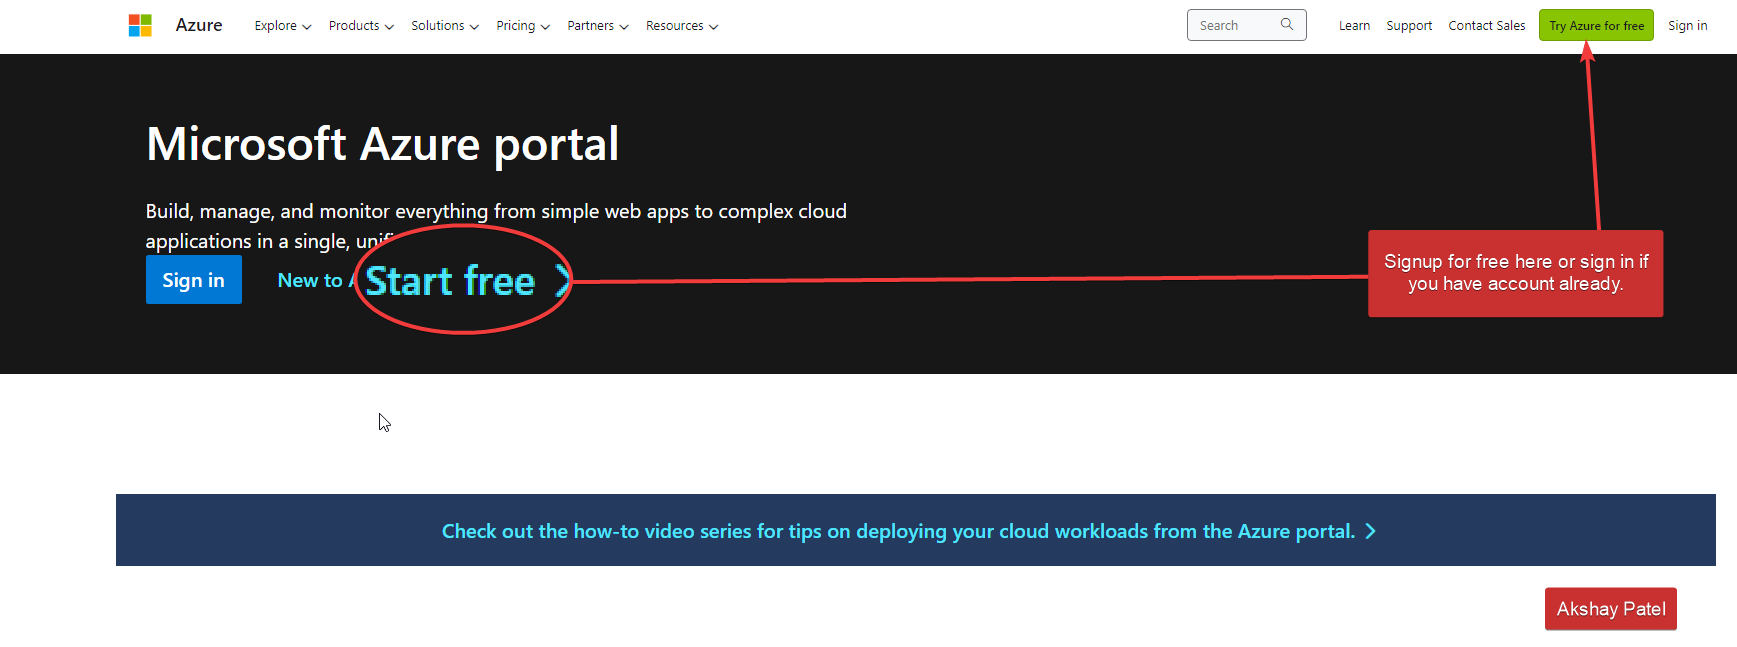 Azure Explore Products Solutions Pricing Partners Resources Search Learn Support Contact Sales Try Azure for free Sign in
Microsoft Azure portal
Build, manage, and monitor everything from simple web apps to complex cloud
applications in a single,
Sign in New to Start free
Signup for free here or sign in if
you have account already.
Check out the how-to video series for tips on deploying your cloud workloads from the Azure portal.
Akshay Patel